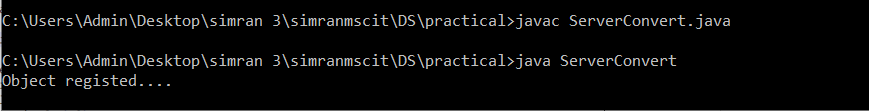 C:\Users\Admin\Desktop\simran 3\simranmscit\DS\practical>javac ServerConvert.java
C:\Users\Admin\Desktop\simran 3\simranmscit\DS\practical>java ServerConvert
Object registed....